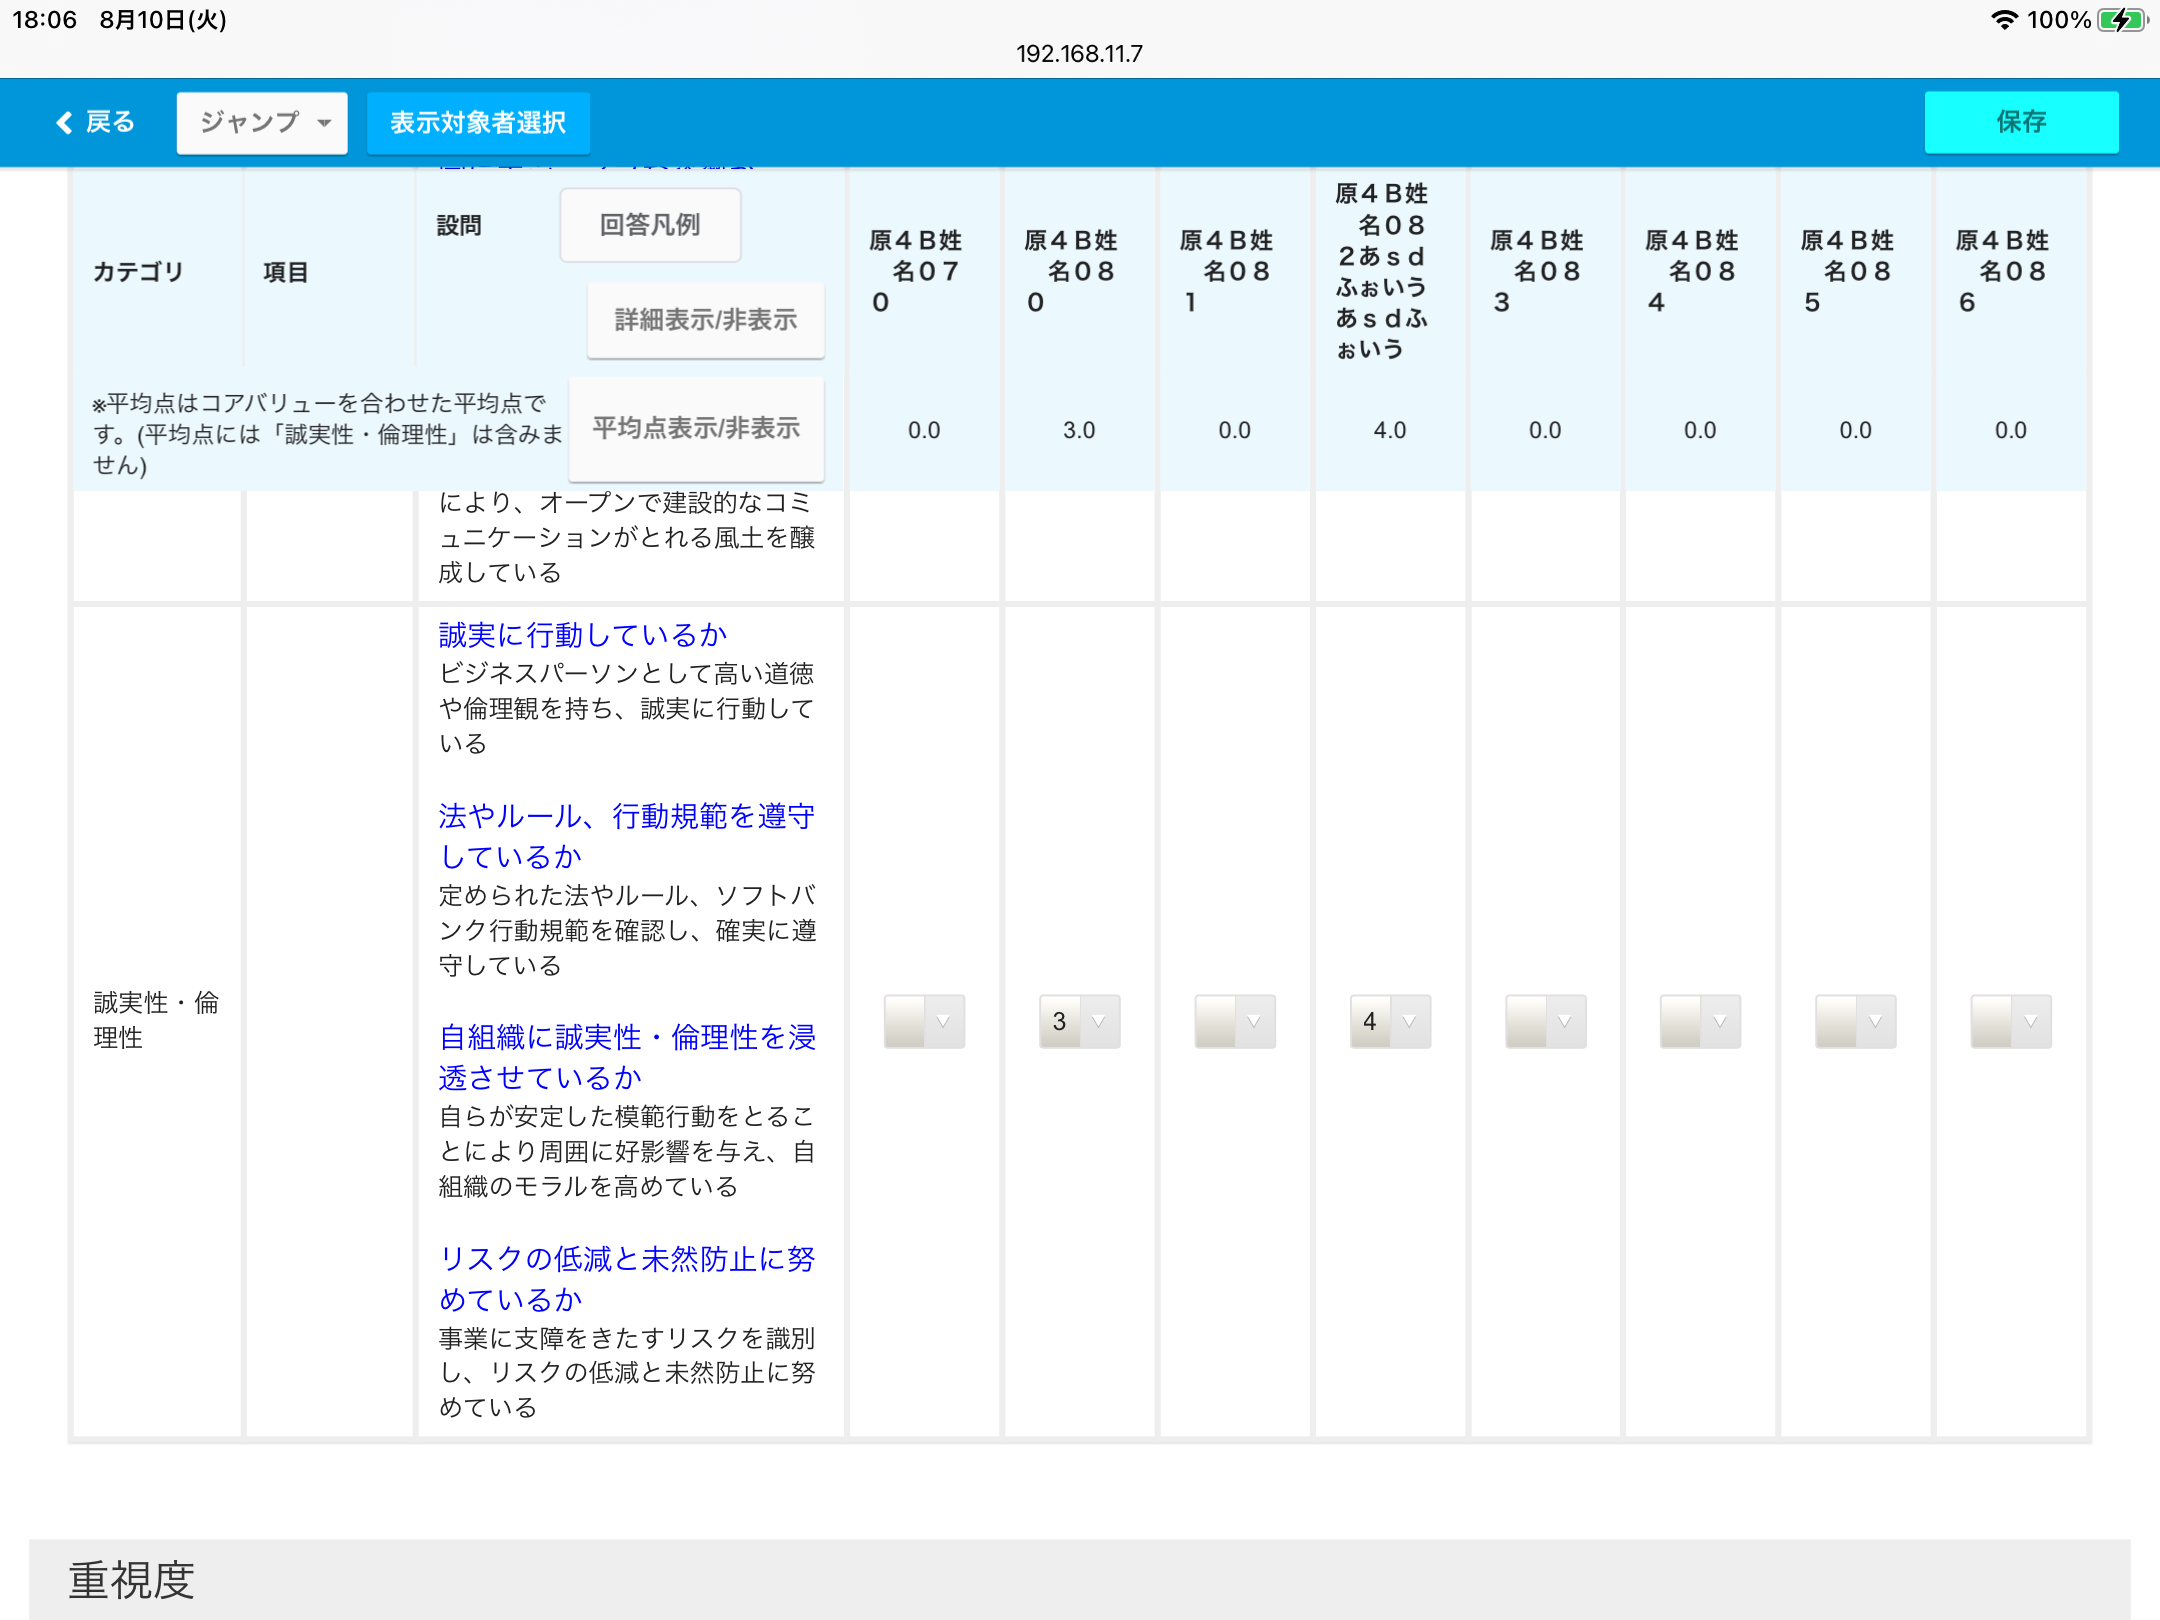 18:06 8月10日(火)
100%
192.168.11.7
戻る
ジャンプ
表示対象者選択
保存
カテゴリ
項目
設問
回答凡例
詳細表示/非表示
原４Ｂ姓
名０７
０
原４Ｂ姓
名０８
０
原４Ｂ姓
名０８
１
原４Ｂ姓
名０８
２あｓｄ
ふぉいう
あｓｄふ
ぉいう
原４Ｂ姓
名０８
３
原４Ｂ姓
名０８
４
原４Ｂ姓
名０８
５
原４Ｂ姓
名０８
６
※平均点はコアバリューを合わせた平均点で
す。(平均点には「誠実性・倫理性」は含みま
せん)
平均点表示/非表示
0.0
3.0
0.0
4.0
0.0
0.0
0.0
0.0
により、オープンで建設的なコミ
ュニケーションがとれる風土を醸
成している
誠実性・倫
理性
誠実に行動しているか
ビジネスパーソンとして高い道徳
や倫理観を持ち、誠実に行動して
いる
法やルール、行動規範を遵守
しているか
定められた法やルール、ソフトバ
ンク行動規範を確認し、確実に遵
守している
自組織に誠実性・倫理性を浸
透させているか
自らが安定した模範行動をとるこ
とにより周囲に好影響を与え、自
組織のモラルを高めている
リスクの低減と未然防止に努
めているか
事業に支障をきたすリスクを識別
し、リスクの低減と未然防止に努
めている
3
4
重視度